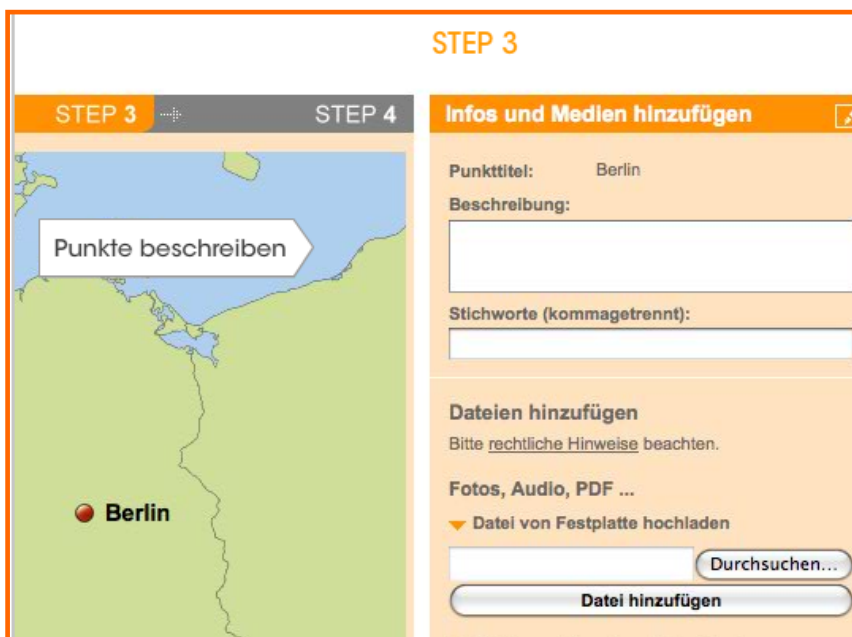 STEP 3
STEP 3
STEP 4
Punkte beschreiben
Berlin
Infos und Medien hinzufügen
Punkttitel: Berlin
Beschreibung:
Stichworte (kommagetrennt):
Dateien hinzufügen
Bitte rechtliche Hinweise beachten.
Fotos, Audio, PDF ...
Datei von Festplatte hochladen
Durchsuchen...
Datei hinzufügen